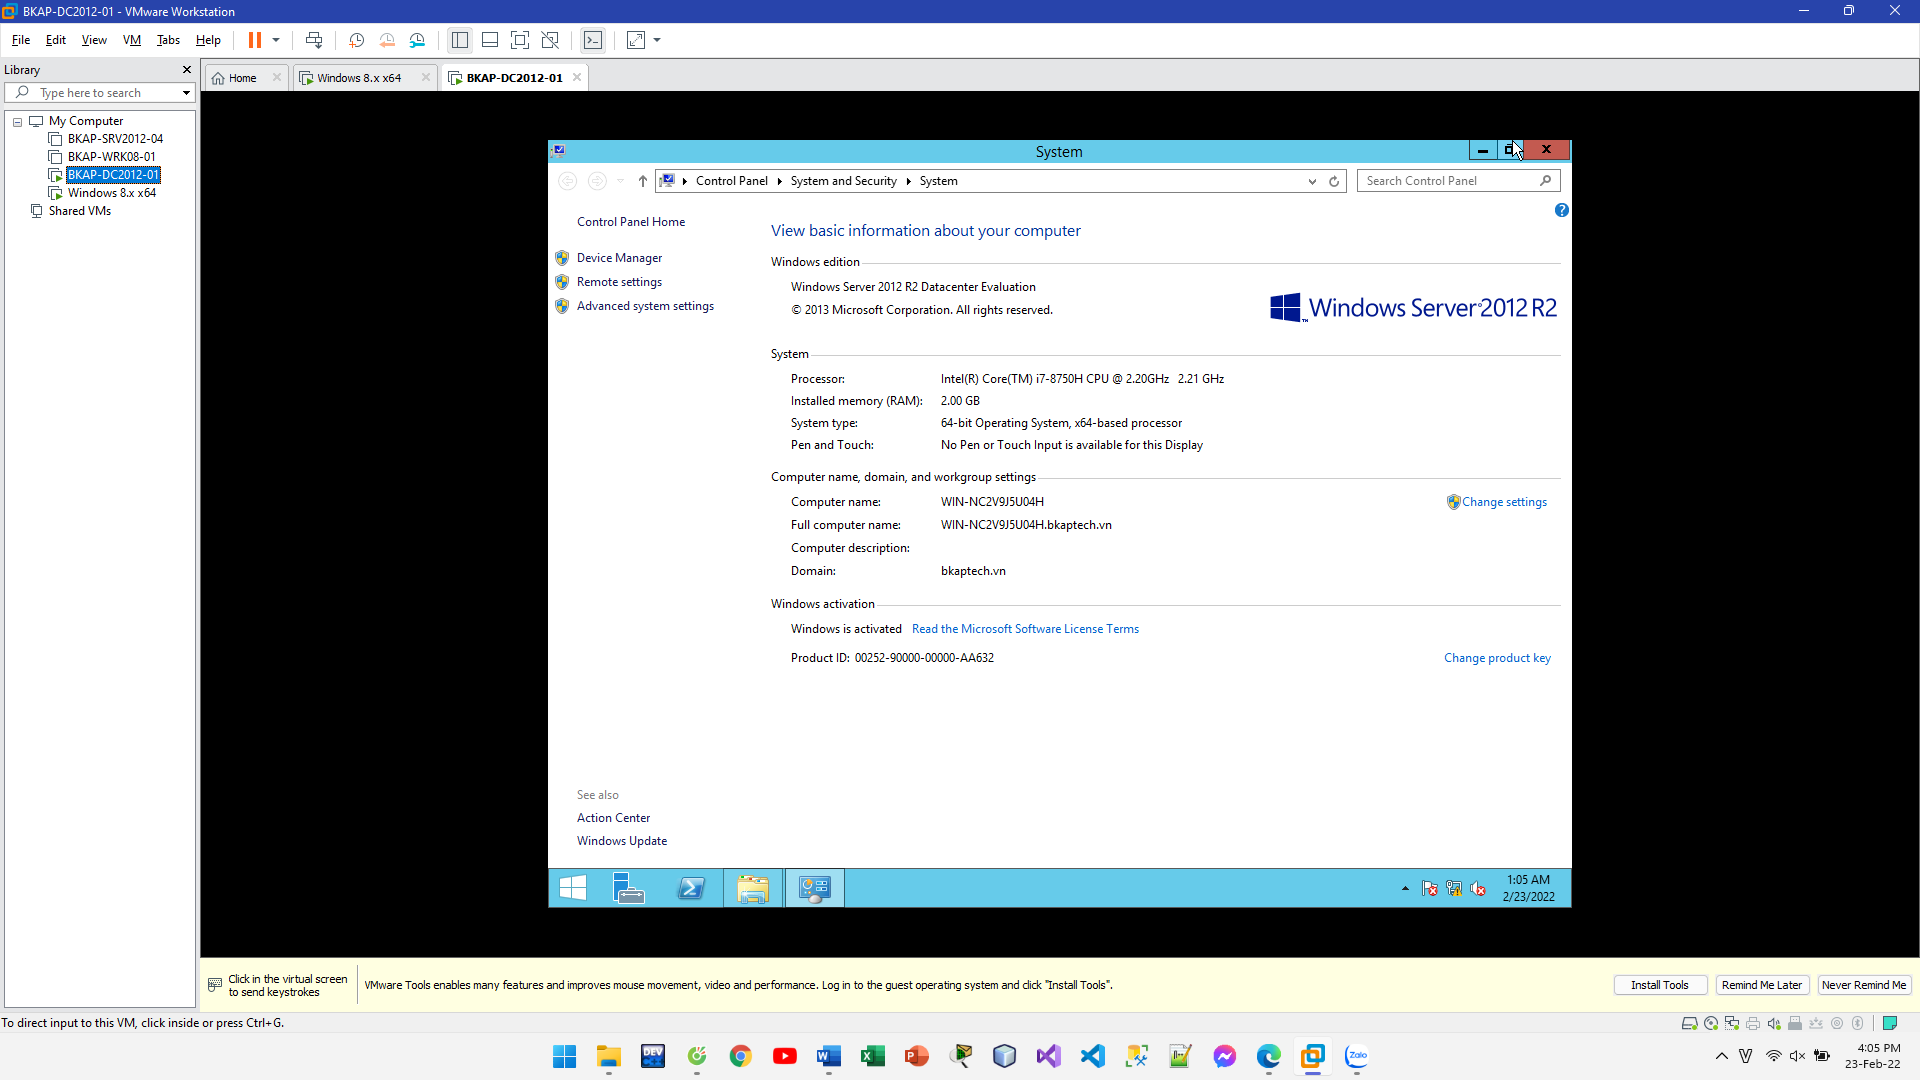 BKAP-DC2012-01 - VMware Workstation
File Edit View VM Tabs Help
Library
Type here to search
Home
Windows 8.x x64
BKAP-DC2012-01
My Computer
BKAP-SRV2012-04
BKAP-WRK08-01
BKAP-DC2012-01
Windows 8.x x64
Shared VMs
System
Control Panel System and Security System
Search Control Panel
Control Panel Home
Device Manager
Remote settings
Advanced system settings
View basic information about your computer
Windows edition
Windows Server 2012 R2 Datacenter Evaluation
© 2013 Microsoft Corporation. All rights reserved.
Windows Server 2012 R2
System
Processor: Intel(R) Core(TM) i7-8750H CPU @ 2.20GHz 2.21 GHz
Installed memory (RAM): 2.00 GB
System type: 64-bit Operating System, x64-based processor
Pen and Touch: No Pen or Touch Input is available for this Display
Computer name, domain, and workgroup settings
Computer name: WIN-NC2V9J5U04H Change settings
Full computer name: WIN-NC2V9J5U04H.bkaptech.vn
Computer description:
Domain: bkaptech.vn
Windows activation
Windows is activated Read the Microsoft Software License Terms
Product ID: 00252-90000-00000-AA632 Change product key
See also
Action Center
Windows Update
1:05 AM
2/23/2022
Click in the virtual screen
to send keystrokes
VMware Tools enables many features and improves mouse movement, video and performance. Log in to the guest operating system and click "Install Tools".
Install Tools
Remind Me Later
Never Remind Me
To direct input to this VM, click inside or press Ctrl+G.
DEV
Zalo
V
4:05 PM
23-Feb-22